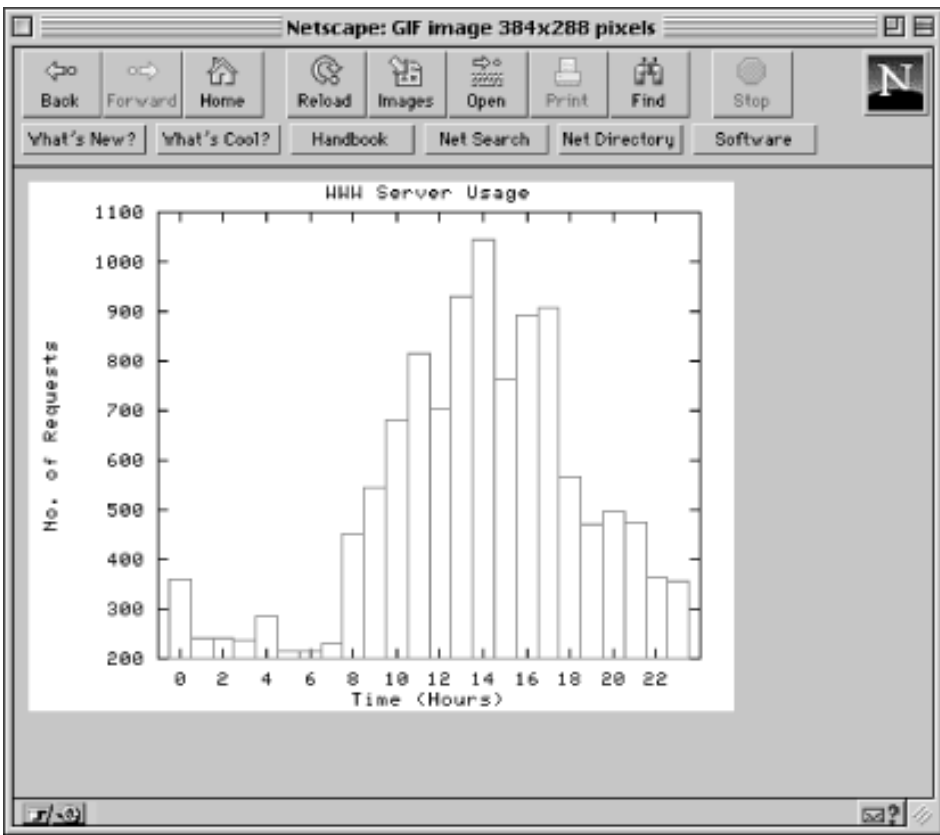 Netscape: GIF image 384x288 pixels
Back Forward Home Reload Images Open Print Find Stop
N
What's New? What's Cool? Handbook Net Search Net Directory Software
WWW Server Usage
1100
1000
900
800
700
600
500
400
300
200
No. of Requests
0 2 4 6 8 10 12 14 16 18 20 22
Time (Hours)
?